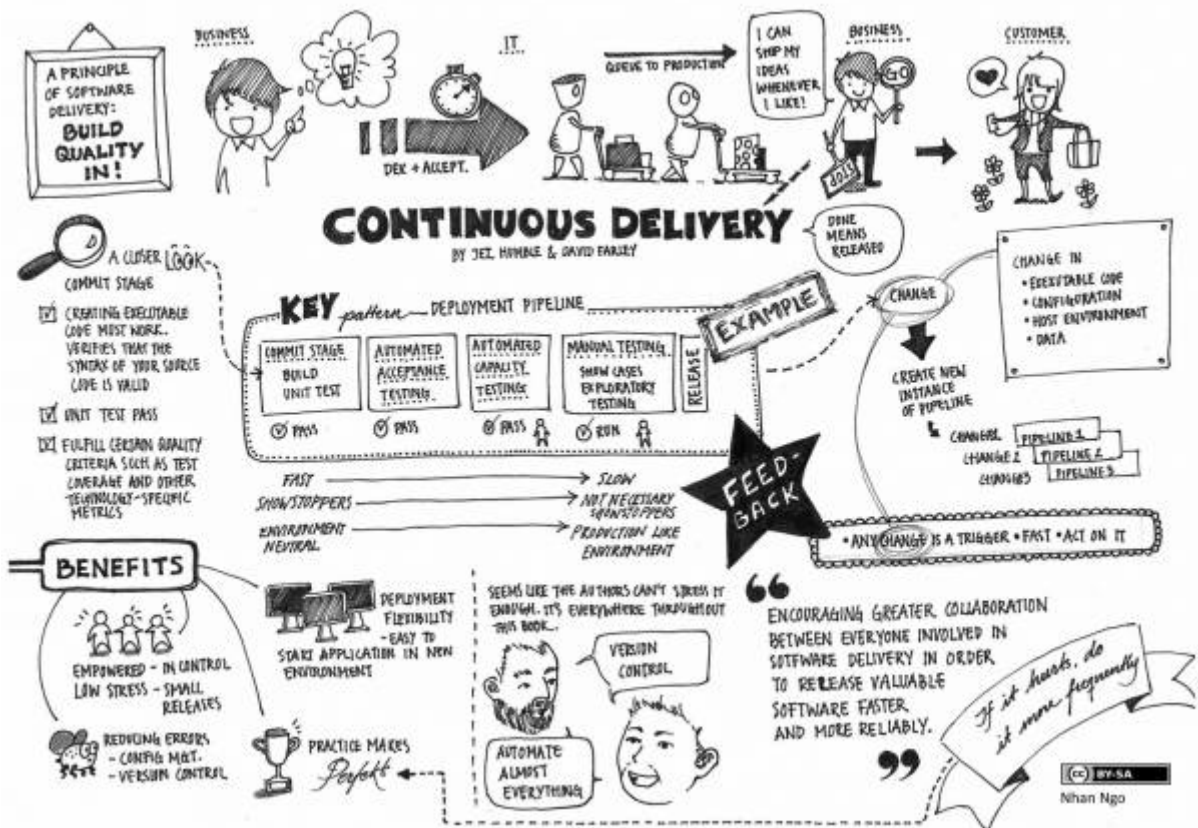 A PRINCIPLE
OF SOFTWARE
DELIVERY:
BUILD
QUALITY
IN!
BUSINESS
IT
DEV + ACCEPT.
QUEUE TO PRODUCTION
I CAN
SHIP MY
IDEAS
WHENEVER
I LIKE!
BUSINESS
GO
STOP
CUSTOMER
CONTINUOUS DELIVERY
BY JEZ HUMBLE & DAVID FARLEY
DONE
MEANS
RELEASED
A CLOSER LOOK
COMMIT STAGE
CREATING EXECUTABLE
CODE MUST WORK.
VERIFIES THAT THE
SYNTAX OF YOUR SOURCE
CODE IS VALID
UNIT TEST PASS
FULFILL CERTAIN QUALITY
CRITERIA SUCH AS TEST
COVERAGE AND OTHER
TECHNOLOGY-SPECIFIC
METRICS
KEY pattern - DEPLOYMENT PIPELINE
COMMIT STAGE
BUILD
UNIT TEST
PASS
AUTOMATED
ACCEPTANCE
TESTING
PASS
AUTOMATED
CAPACITY
TESTING
PASS
MANUAL TESTING
SHOW CASES
EXPLORATORY
TESTING
RUN
RELEASE
EXAMPLE
FAST
SLOW
SHOWSTOPPERS
NOT NECESSARY
SHOWSTOPPERS
ENVIRONMENT
NEUTRAL
PRODUCTION LIKE
ENVIRONMENT
FEED-
BACK
CHANGE
CHANGE IN
• EXECUTABLE CODE
• CONFIGURATION
• HOST ENVIRONMENT
• DATA
CREATE NEW
INSTANCE
OF PIPELINE
CHANGE1 PIPELINE 1
CHANGE 2 PIPELINE 2
CHANGE3 PIPELINE 3
• ANY CHANGE IS A TRIGGER • FAST • ACT ON IT
BENEFITS
EMPOWERED - IN CONTROL
LOW STRESS - SMALL
RELEASES
DEPLOYMENT
FLEXIBILITY
- EASY TO
START APPLICATION IN NEW
ENVIRONMENT
REDUCING ERRORS
- CONFIG MGT.
- VERSION CONTROL
PRACTICE MAKES
Perfekt
SEEMS LIKE THE AUTHORS CAN'T STRESS IT
ENOUGH. IT'S EVERYWHERE THROUGHOUT
THIS BOOK...
VERSION
CONTROL
AUTOMATE
ALMOST
EVERYTHING
“
ENCOURAGING GREATER COLLABORATION
BETWEEN EVERYONE INVOLVED IN
SOFTWARE DELIVERY IN ORDER
TO RELEASE VALUABLE
SOFTWARE FASTER
AND MORE RELIABLY.
”
If it hurts, do
it more frequently
cc BY-SA
Nhan Ngo